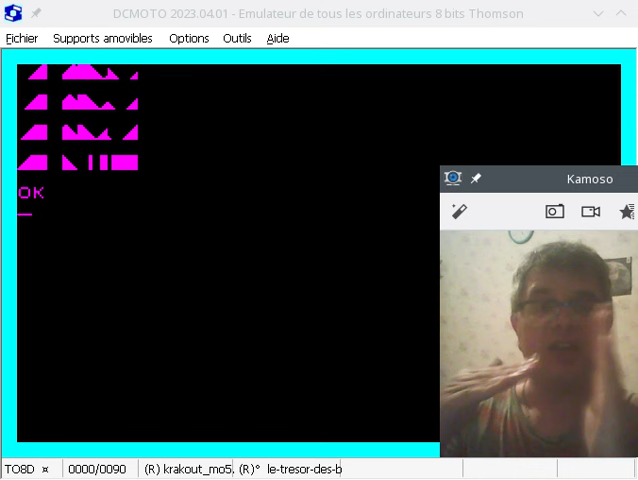 DCMOTO 2023.04.01 - Emulateur de tous les ordinateurs 8 bits Thomson
Fichier Supports amovibles Options Outils Aide
OK
Kamoso
TO8D ¤ 0000/0090 (R) krakout_mo5. (R)° le-tresor-des-b